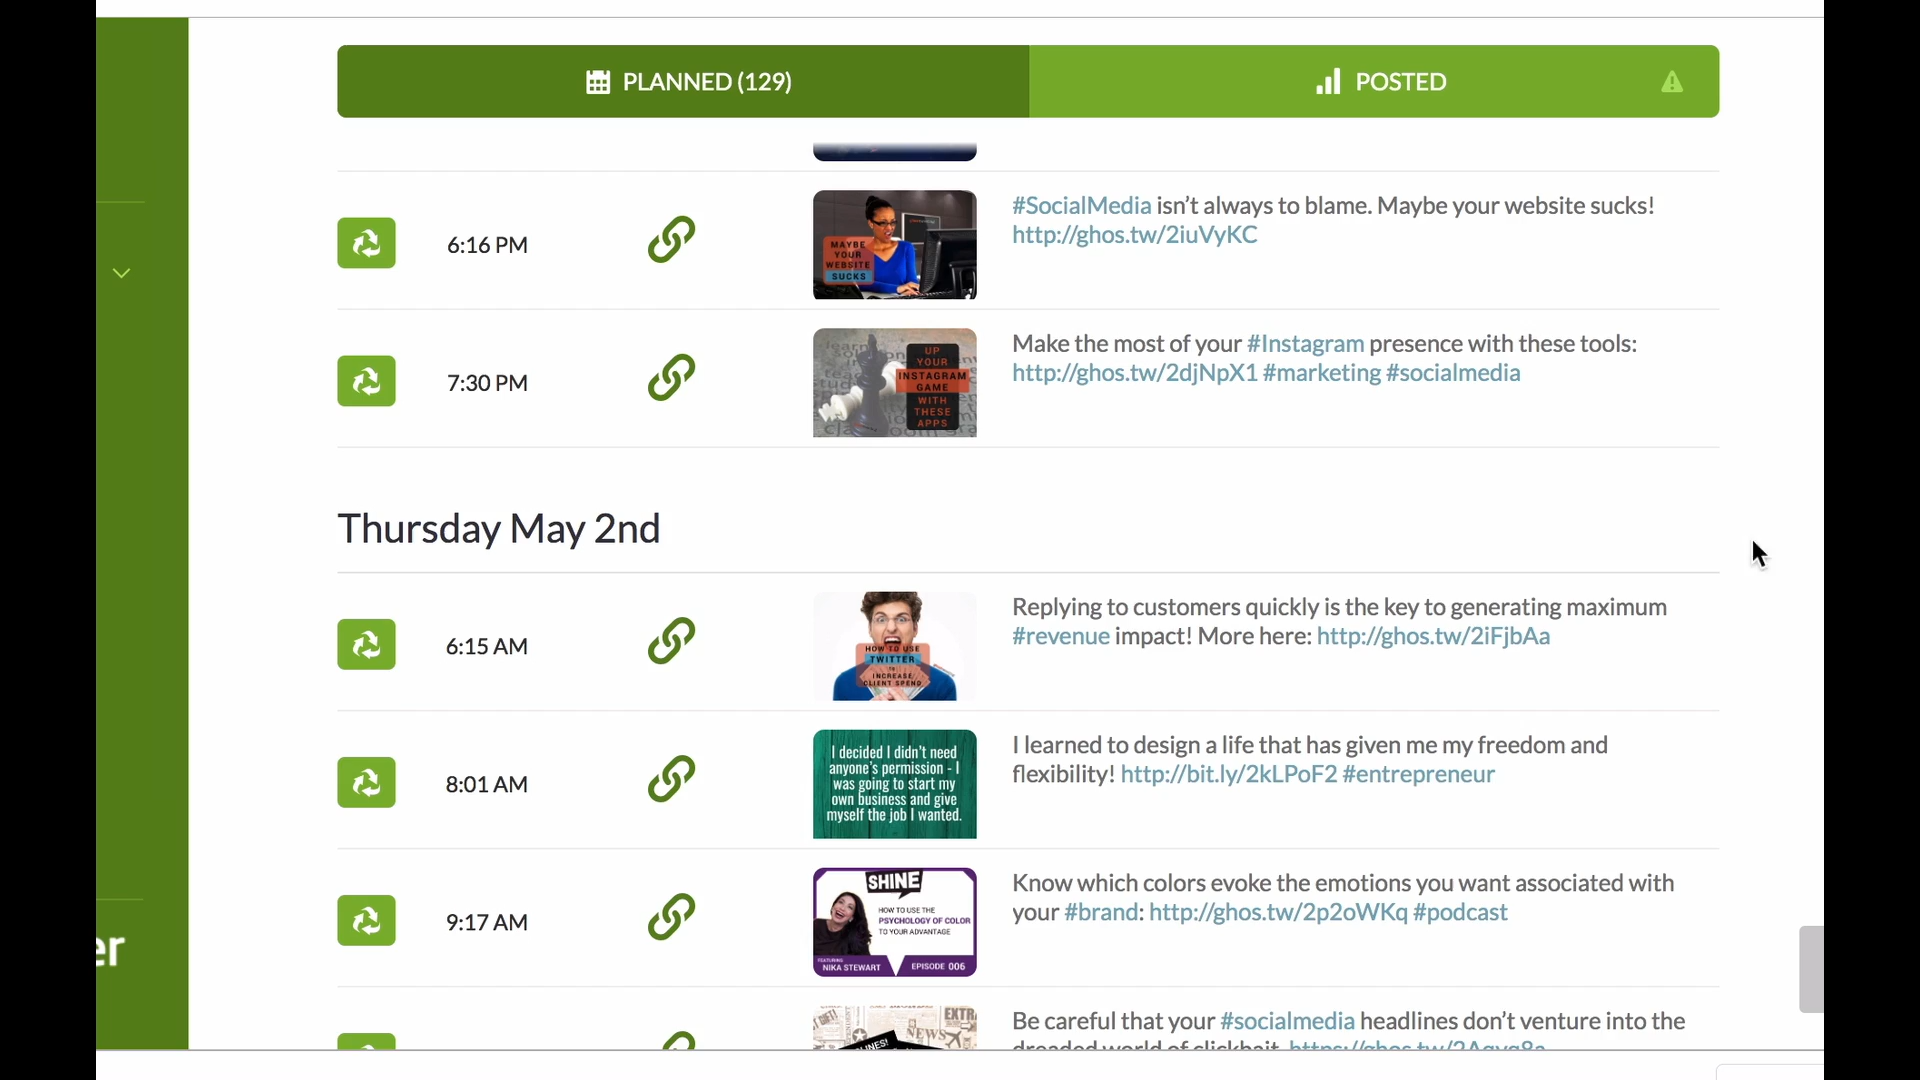 PLANNED (129)
POSTED
6:16 PM
MAYBE
YOUR
WEBSITE
SUCKS
#SocialMedia isn’t always to blame. Maybe your website sucks!
http://ghos.tw/2iuVyKC
7:30 PM
UP
YOUR
INSTAGRAM
GAME
WITH
THESE
APPS
Make the most of your #Instagram presence with these tools:
http://ghos.tw/2djNpX1 #marketing #socialmedia
Thursday May 2nd
6:15 AM
HOW TO USE
TWITTER
TO
INCREASE
CLIENT SPEND
Replying to customers quickly is the key to generating maximum
#revenue impact! More here: http://ghos.tw/2iFjbAa
8:01 AM
I decided I didn't need
anyone's permission - I
was going to start my
own business and give
myself the job I wanted.
I learned to design a life that has given me my freedom and
flexibility! http://bit.ly/2kLPoF2 #entrepreneur
9:17 AM
SHINE
HOW TO USE THE
PSYCHOLOGY OF COLOR
TO YOUR ADVANTAGE
FEATURING
NIKA STEWART
EPISODE 006
Know which colors evoke the emotions you want associated with
your #brand: http://ghos.tw/2p2oWKq #podcast
er
NEWS
EXTR
Be careful that your #socialmedia headlines don’t venture into the
dreaded world of clickbait.